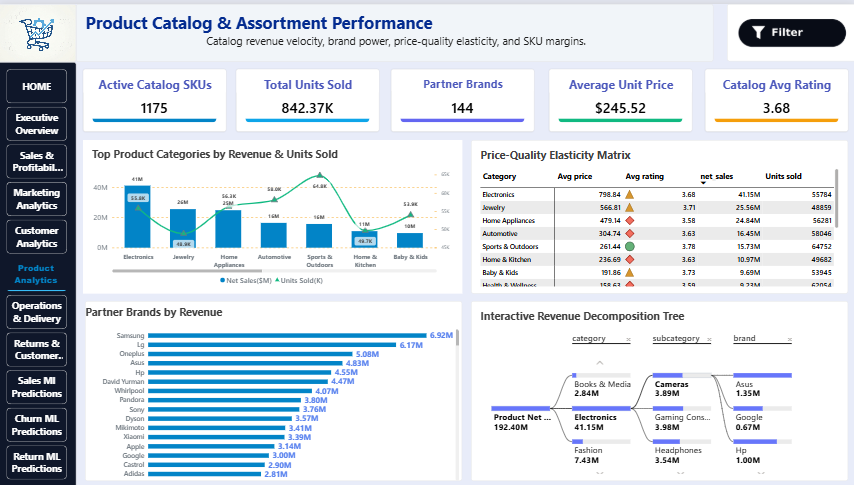 Product Catalog & Assortment Performance
Catalog revenue velocity, brand power, price-quality elasticity, and SKU margins.
Filter
HOME
Executive
Overview
Sales &
Profitabil...
Marketing
Analytics
Customer
Analytics
Product
Analytics
Operations
& Delivery
Returns &
Customer..
Sales Ml
Predictions
Churn ML
Predictions
Return ML
Predictions
Active Catalog SKUs
1175
Total Units Sold
842.37K
Partner Brands
144
Average Unit Price
$245.52
Catalog Avg Rating
3.68
Top Product Categories by Revenue & Units Sold
40M
20M
0M
65K
60K
55K
50K
45K
41M
26M
25M
16M
16M
11M
10M
55.8K
48.9K
56.3K
58.0K
64.8K
49.7K
53.9K
Electronics
Jewelry
Home
Appliances
Automotive
Sports &
Outdoors
Home &
Kitchen
Baby & Kids
Net Sales($M) Units Sold(K)
Price-Quality Elasticity Matrix
Category Avg price Avg rating net sales Units sold
Electronics 798.84 3.68 41.15M 55784
Jewelry 566.81 3.71 25.56M 48859
Home Appliances 479.14 3.58 24.84M 56281
Automotive 304.74 3.63 16.45M 58046
Sports & Outdoors 261.44 3.78 15.73M 64752
Home & Kitchen 236.69 3.63 10.97M 49682
Baby & Kids 191.86 3.73 9.69M 53945
Health & Wellness 158.63 3.59 9.23M 62054
Partner Brands by Revenue
Samsung 6.92M
Lg 6.17M
Oneplus 5.08M
Asus 4.83M
Hp 4.55M
David Yurman 4.47M
Whirlpool 4.07M
Pandora 3.80M
Sony 3.76M
Dyson 3.57M
Mikimoto 3.41M
Xiaomi 3.39M
Apple 3.14M
Google 3.00M
Castrol 2.90M
Adidas 2.81M
Interactive Revenue Decomposition Tree
category × subcategory × brand ×
Product Net ...
192.40M
Books & Media
2.84M
Electronics
41.15M
Fashion
7.43M
Cameras
3.89M
Gaming Cons...
3.98M
Headphones
3.54M
Asus
1.35M
Google
0.67M
Hp
1.00M